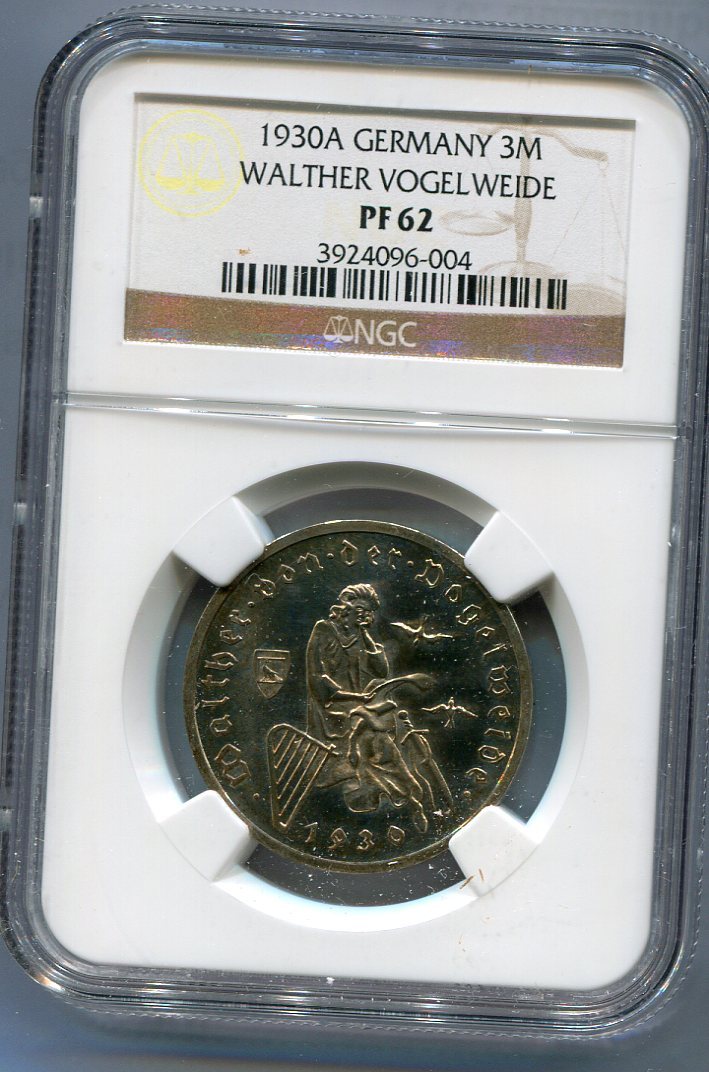 1930A GERMANY 3M
WALTHER VOGELWEIDE
PF 62
3924096-004
NGC
Walther · Von · der · Vogelweide ·
1930